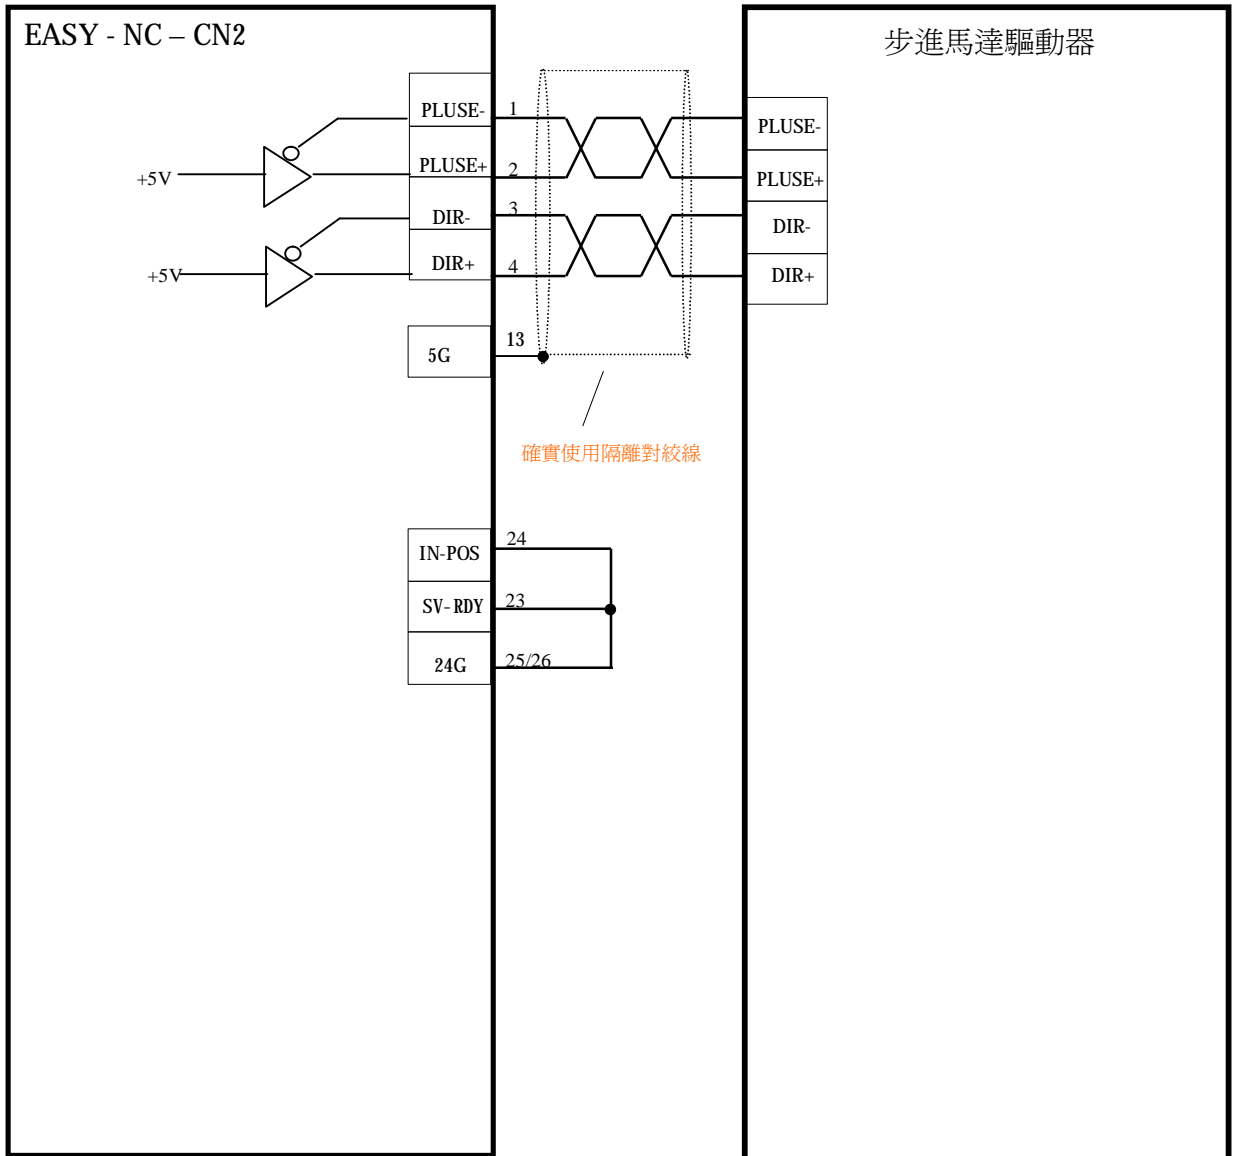 EASY - NC – CN2
步進馬達驅動器
PLUSE- 1
PLUSE-
PLUSE+ 2
PLUSE+
+5V
DIR- 3
DIR-
DIR+ 4
DIR+
+5V
5G 13
確實使用隔離對絞線
IN-POS 24
SV-RDY 23
24G 25/26